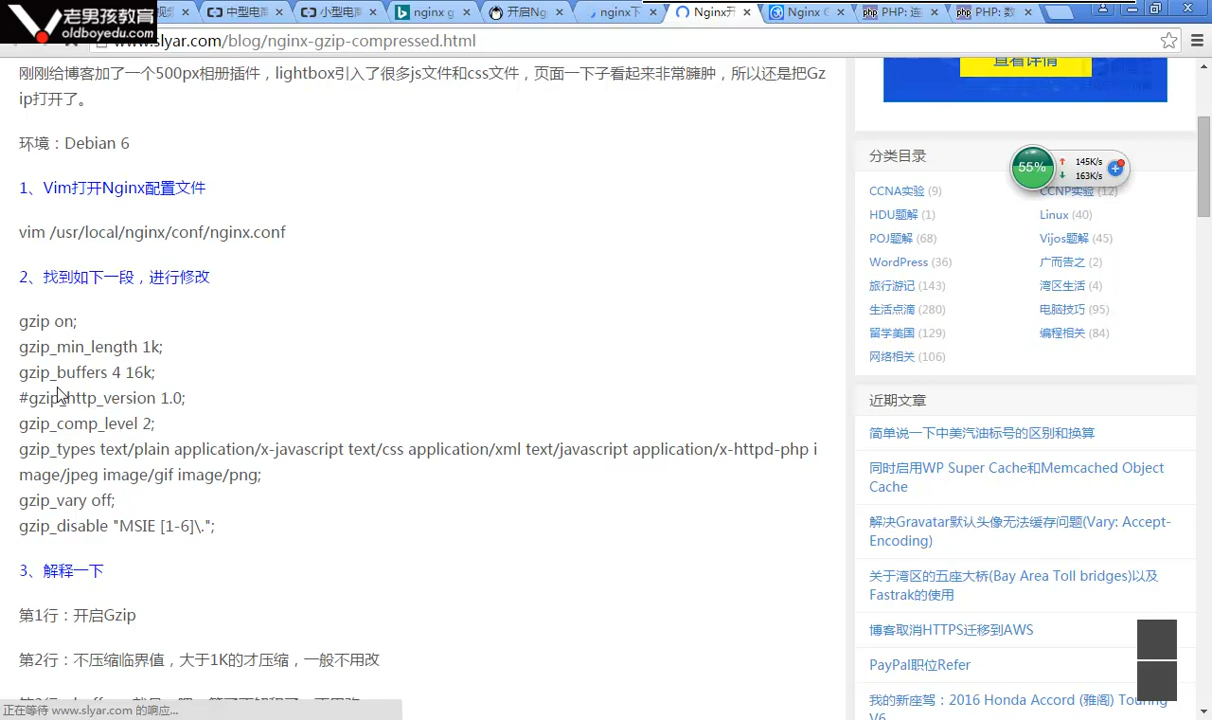 老男孩教育
oldboyedu.com
视频
中型电商
小型电商
nginx g
开启Ng
nginx下
Nginx开
Nginx C
PHP: 连
PHP: 数
www.slyar.com/blog/nginx-gzip-compressed.html
刚刚给博客加了一个500px相册插件，lightbox引入了很多js文件和css文件，页面一下子看起来非常臃肿，所以还是把Gz
ip打开了。
环境：Debian 6
1、Vim打开Nginx配置文件
vim /usr/local/nginx/conf/nginx.conf
2、找到如下一段，进行修改
gzip on;
gzip_min_length 1k;
gzip_buffers 4 16k;
#gzip_http_version 1.0;
gzip_comp_level 2;
gzip_types text/plain application/x-javascript text/css application/xml text/javascript application/x-httpd-php i
mage/jpeg image/gif image/png;
gzip_vary off;
gzip_disable "MSIE [1-6]\.";
3、解释一下
第1行：开启Gzip
第2行：不压缩临界值，大于1K的才压缩，一般不用改
正在等待 www.slyar.com 的响应...
查看详情
分类目录
55%
145K/s
163K/s
CCNA实验 (9)
CCNP实验 (12)
HDU题解 (1)
Linux (40)
POJ题解 (68)
Vijos题解 (45)
WordPress (36)
广而告之 (2)
旅行游记 (143)
湾区生活 (4)
生活点滴 (280)
电脑技巧 (95)
留学美国 (129)
编程相关 (84)
网络相关 (106)
近期文章
简单说一下中美汽油标号的区别和换算
同时启用WP Super Cache和Memcached Object
Cache
解决Gravatar默认头像无法缓存问题(Vary: Accept-
Encoding)
关于湾区的五座大桥(Bay Area Toll bridges)以及
Fastrak的使用
博客取消HTTPS迁移到AWS
PayPal职位Refer
我的新座驾：2016 Honda Accord (雅阁) Touring
V6